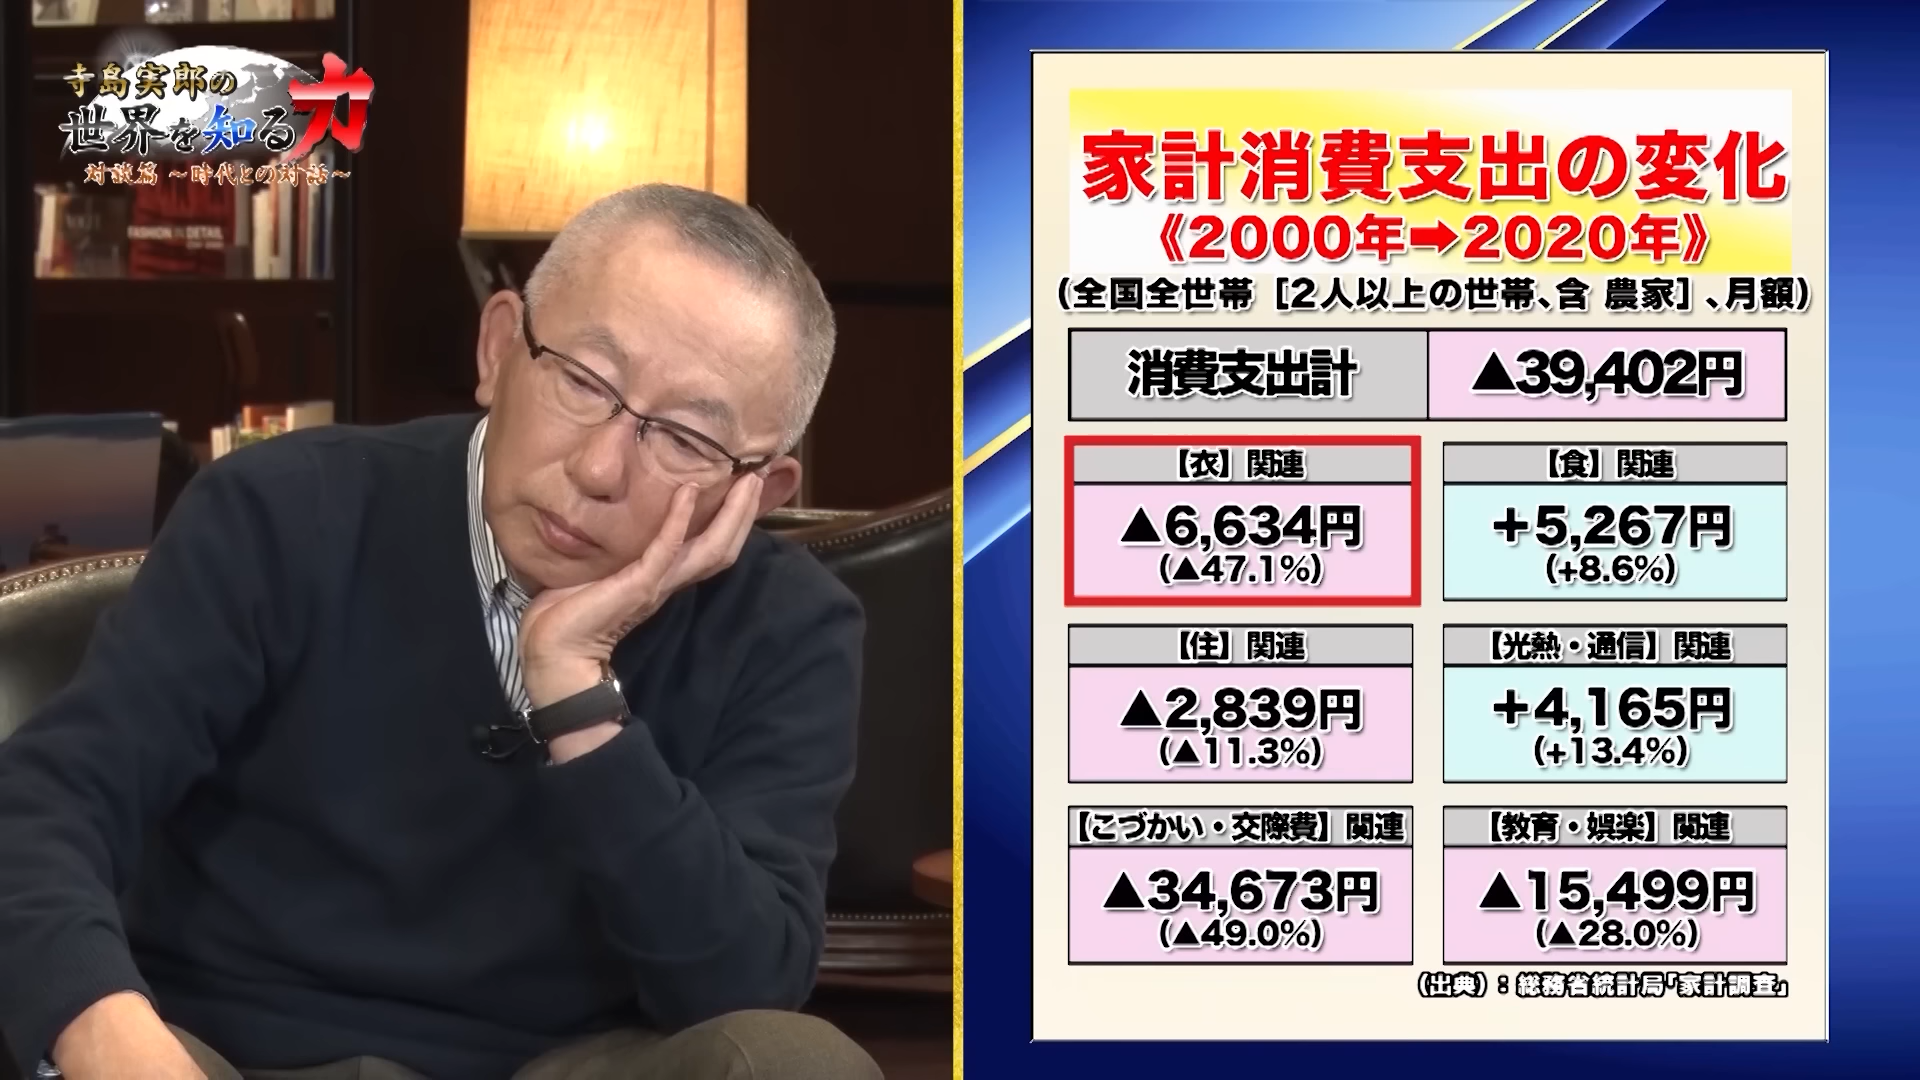 寺島実郎の
世界を知る力
対談篇 ～時代との対話～
FASHION IN DETAIL
家計消費支出の変化
《2000年➡2020年》
(全国全世帯［2人以上の世帯、含 農家］、月額)
消費支出計 ▲39,402円
【衣】関連
▲6,634円
(▲47.1%)
【食】関連
+5,267円
(+8.6%)
【住】関連
▲2,839円
(▲11.3%)
【光熱・通信】関連
+4,165円
(+13.4%)
【こづかい・交際費】関連
▲34,673円
(▲49.0%)
【教育・娯楽】関連
▲15,499円
(▲28.0%)
(出典)：総務省統計局「家計調査」